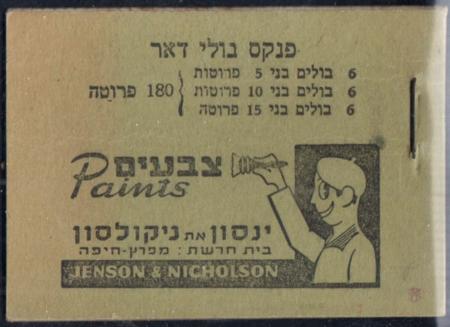 פנקס בולי דאר
6 בולים בני 5 פרוטות
6 בולים בני 10 פרוטות
6 בולים בני 15 פרוטה
180 פרוטה
צבעים
Paints
ינסון את ניקולסון
בית חרשת: מפרץ-חיפה
JENSON & NICHOLSON